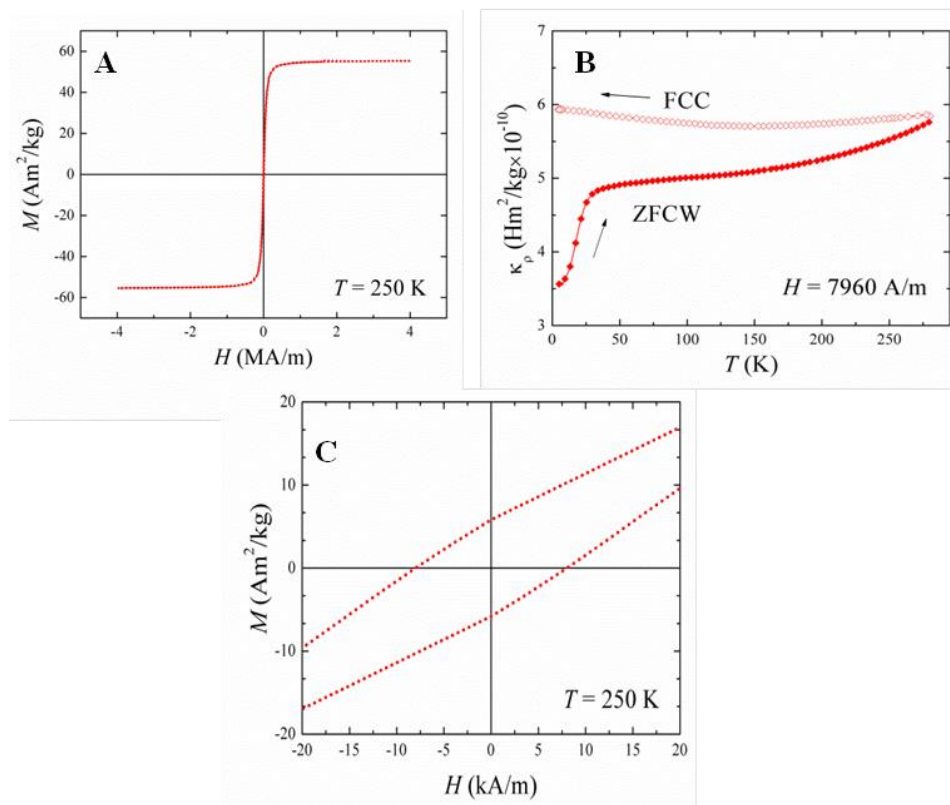 A
M (Am²/kg)
60
40
20
0
-20
-40
-60
-4
-2
0
2
4
H (MA/m)
T = 250 K
B
κρ (Hm²/kg×10⁻¹⁰)
7
6
5
4
3
FCC
ZFCW
H = 7960 A/m
0
50
100
150
200
250
T (K)
C
M (Am²/kg)
20
10
0
-10
-20
-20
-15
-10
-5
0
5
10
15
20
H (kA/m)
T = 250 K